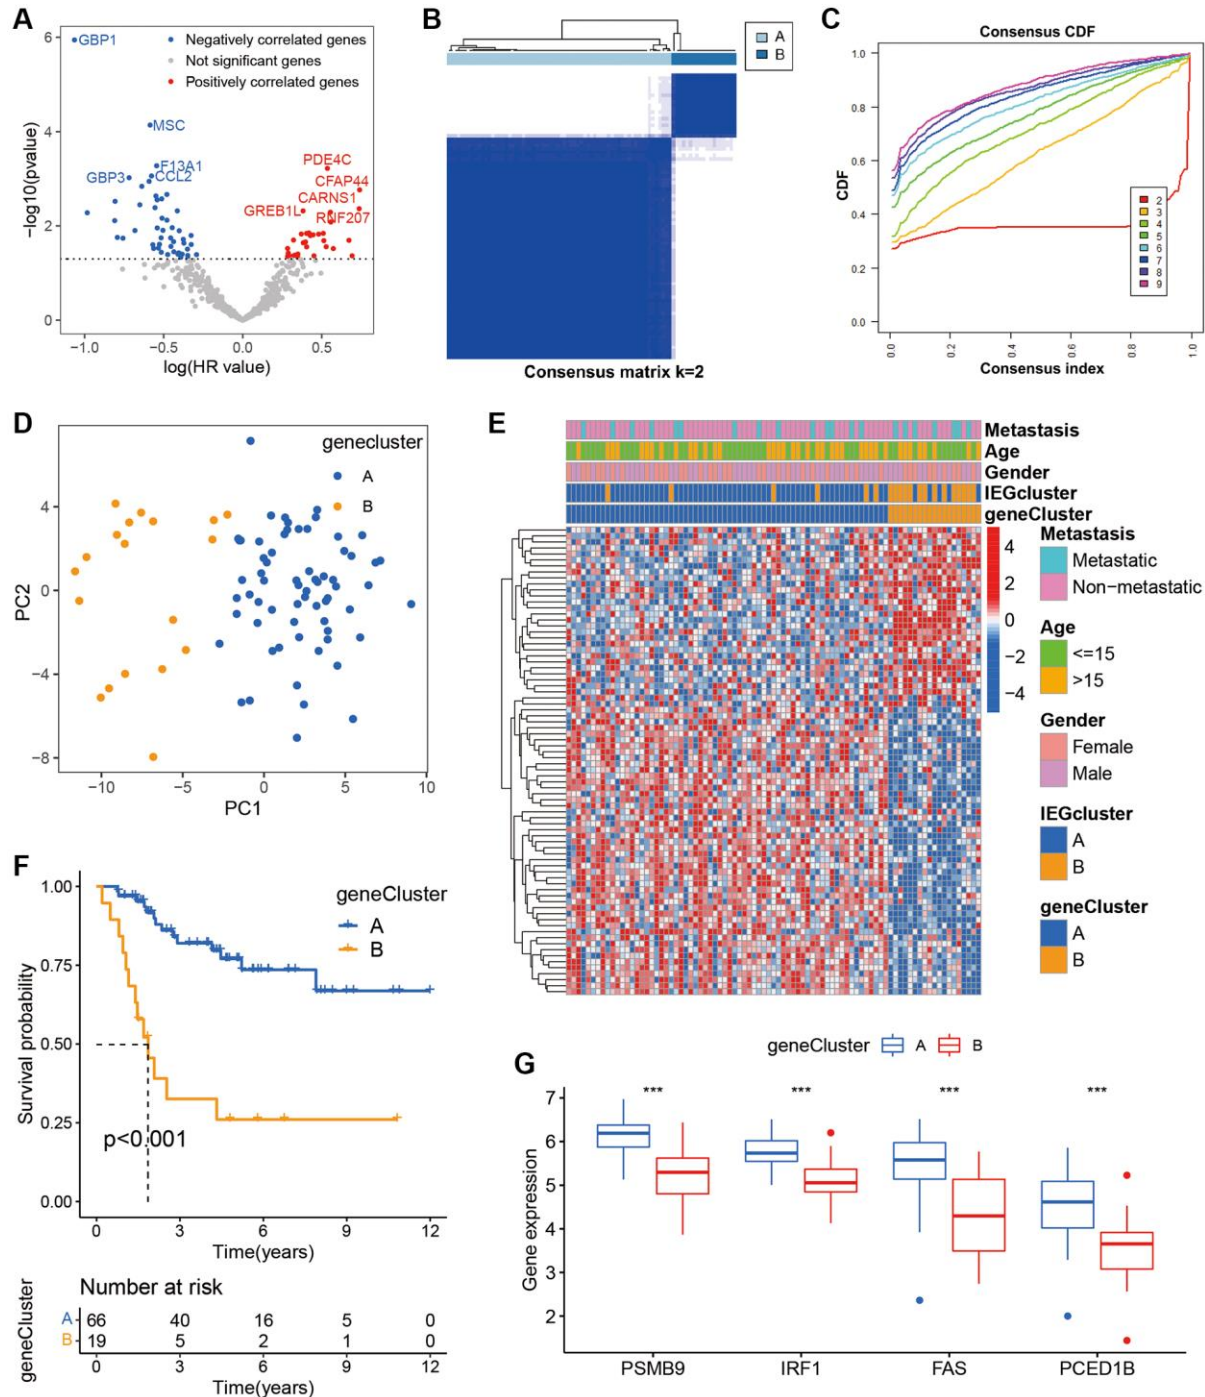 A
6
4
2
0
−log10(pvalue)
GBP1
Negatively correlated genes
Not significant genes
Positively correlated genes
MSC
F13A1
CCL2
GBP3
PDE4C
CFAP44
CARNS1
GREB1L
RNF207
−1.0
−0.5
0.0
0.5
log(HR value)
B
A
B
Consensus matrix k=2
C
Consensus CDF
1.0
0.8
0.6
0.4
0.2
0.0
CDF
2
3
4
5
6
7
8
9
0.0
0.2
0.4
0.6
0.8
1.0
Consensus index
D
genecluster
A
B
4
0
−4
−8
PC2
−10
−5
0
5
10
PC1
E
Metastasis
Age
Gender
IEGcluster
geneCluster
4
2
0
−2
−4
Metastasis
Metastatic
Non−metastatic
Age
<=15
>15
Gender
Female
Male
IEGcluster
A
B
geneCluster
A
B
F
1.00
0.75
0.50
0.25
0.00
Survival probability
geneCluster
A
B
p<0.001
0
3
6
9
12
Time(years)
Number at risk
geneCluster
A 66 40 16 5 0
B 19 5 2 1 0
0 3 6 9 12
Time(years)
G
geneCluster A B
7
6
5
4
3
2
Gene expression
*** *** *** ***
PSMB9 IRF1 FAS PCED1B